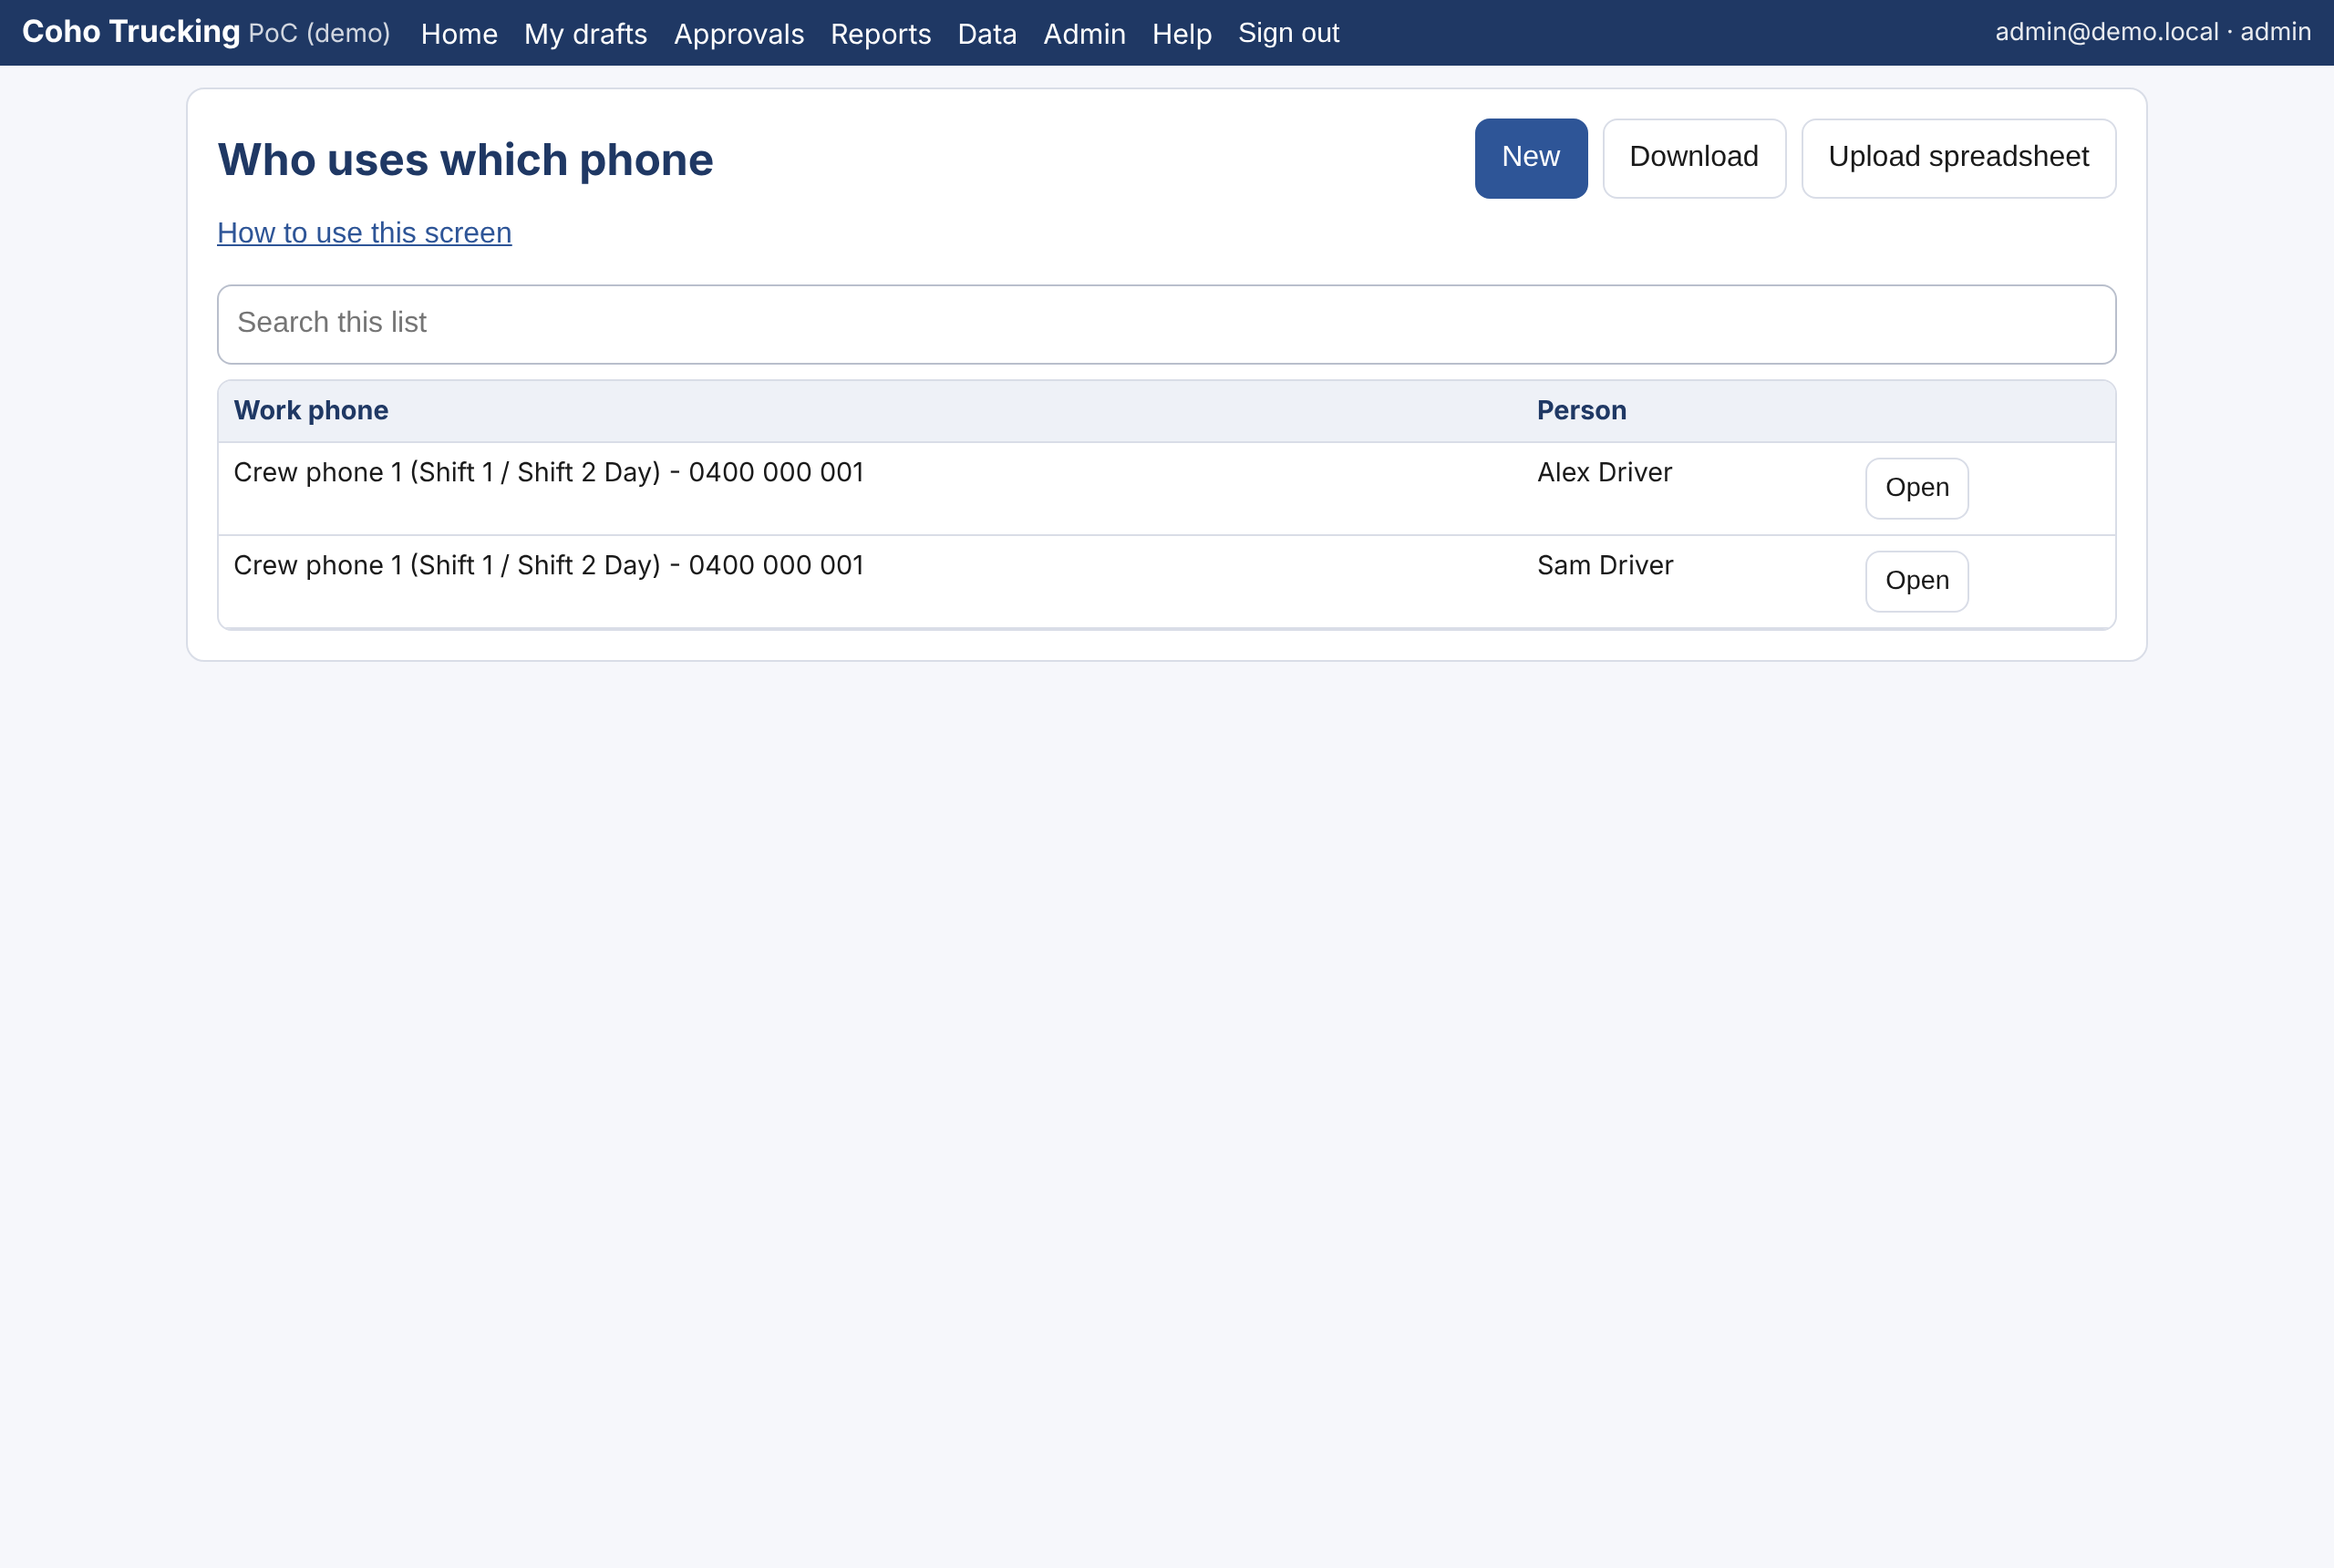 Coho Trucking PoC (demo) Home My drafts Approvals Reports Data Admin Help Sign out admin@demo.local · admin
Who uses which phone New Download Upload spreadsheet
How to use this screen
Search this list
Work phone Person
Crew phone 1 (Shift 1 / Shift 2 Day) - 0400 000 001 Alex Driver Open
Crew phone 1 (Shift 1 / Shift 2 Day) - 0400 000 001 Sam Driver Open